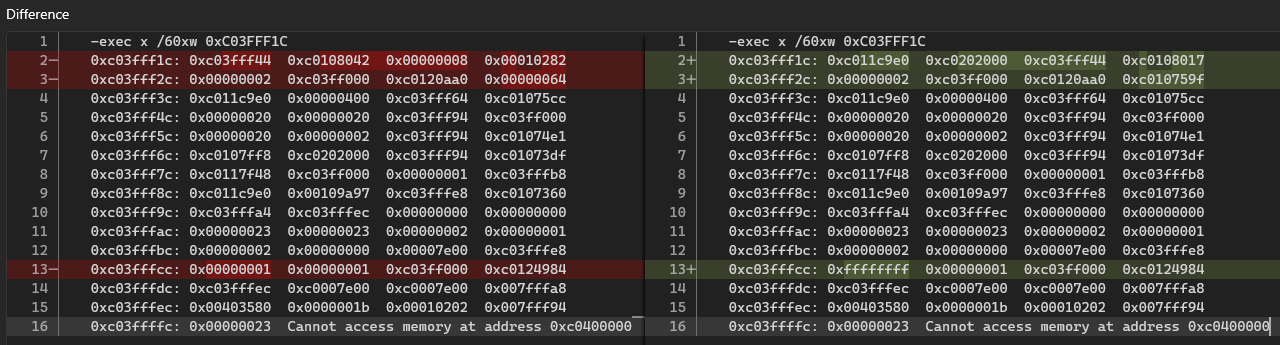 Difference
1 -exec x /60xw 0xC03FFF1C
2− 0xc03fff1c: 0xc03fff44 0xc0108042 0x00000008 0x00010282
3− 0xc03fff2c: 0x00000002 0xc03ff000 0xc0120aa0 0x00000064
4 0xc03fff3c: 0xc011c9e0 0x00000400 0xc03fff64 0xc01075cc
5 0xc03fff4c: 0x00000020 0x00000020 0xc03fff94 0xc03ff000
6 0xc03fff5c: 0x00000020 0x00000002 0xc03fff94 0xc01074e1
7 0xc03fff6c: 0xc0107ff8 0xc0202000 0xc03fff94 0xc01073df
8 0xc03fff7c: 0xc0117f48 0xc03ff000 0x00000001 0xc03fffb8
9 0xc03fff8c: 0xc011c9e0 0x00109a97 0xc03fffe8 0xc0107360
10 0xc03fff9c: 0xc03fffa4 0xc03fffec 0x00000000 0x00000000
11 0xc03fffac: 0x00000023 0x00000023 0x00000002 0x00000001
12 0xc03fffbc: 0x00000002 0x00000000 0x00007e00 0xc03fffe8
13− 0xc03fffcc: 0x00000001 0x00000001 0xc03ff000 0xc0124984
14 0xc03fffdc: 0xc03fffec 0xc0007e00 0xc0007e00 0x007fffa8
15 0xc03fffec: 0x00403580 0x0000001b 0x00010202 0x007fff94
16 0xc03ffffc: 0x00000023 Cannot access memory at address 0xc0400000
1 -exec x /60xw 0xC03FFF1C
2+ 0xc03fff1c: 0xc011c9e0 0xc0202000 0xc03fff44 0xc0108017
3+ 0xc03fff2c: 0x00000002 0xc03ff000 0xc0120aa0 0xc010759f
4 0xc03fff3c: 0xc011c9e0 0x00000400 0xc03fff64 0xc01075cc
5 0xc03fff4c: 0x00000020 0x00000020 0xc03fff94 0xc03ff000
6 0xc03fff5c: 0x00000020 0x00000002 0xc03fff94 0xc01074e1
7 0xc03fff6c: 0xc0107ff8 0xc0202000 0xc03fff94 0xc01073df
8 0xc03fff7c: 0xc0117f48 0xc03ff000 0x00000001 0xc03fffb8
9 0xc03fff8c: 0xc011c9e0 0x00109a97 0xc03fffe8 0xc0107360
10 0xc03fff9c: 0xc03fffa4 0xc03fffec 0x00000000 0x00000000
11 0xc03fffac: 0x00000023 0x00000023 0x00000002 0x00000001
12 0xc03fffbc: 0x00000002 0x00000000 0x00007e00 0xc03fffe8
13+ 0xc03fffcc: 0xffffffff 0x00000001 0xc03ff000 0xc0124984
14 0xc03fffdc: 0xc03fffec 0xc0007e00 0xc0007e00 0x007fffa8
15 0xc03fffec: 0x00403580 0x0000001b 0x00010202 0x007fff94
16 0xc03ffffc: 0x00000023 Cannot access memory at address 0xc0400000